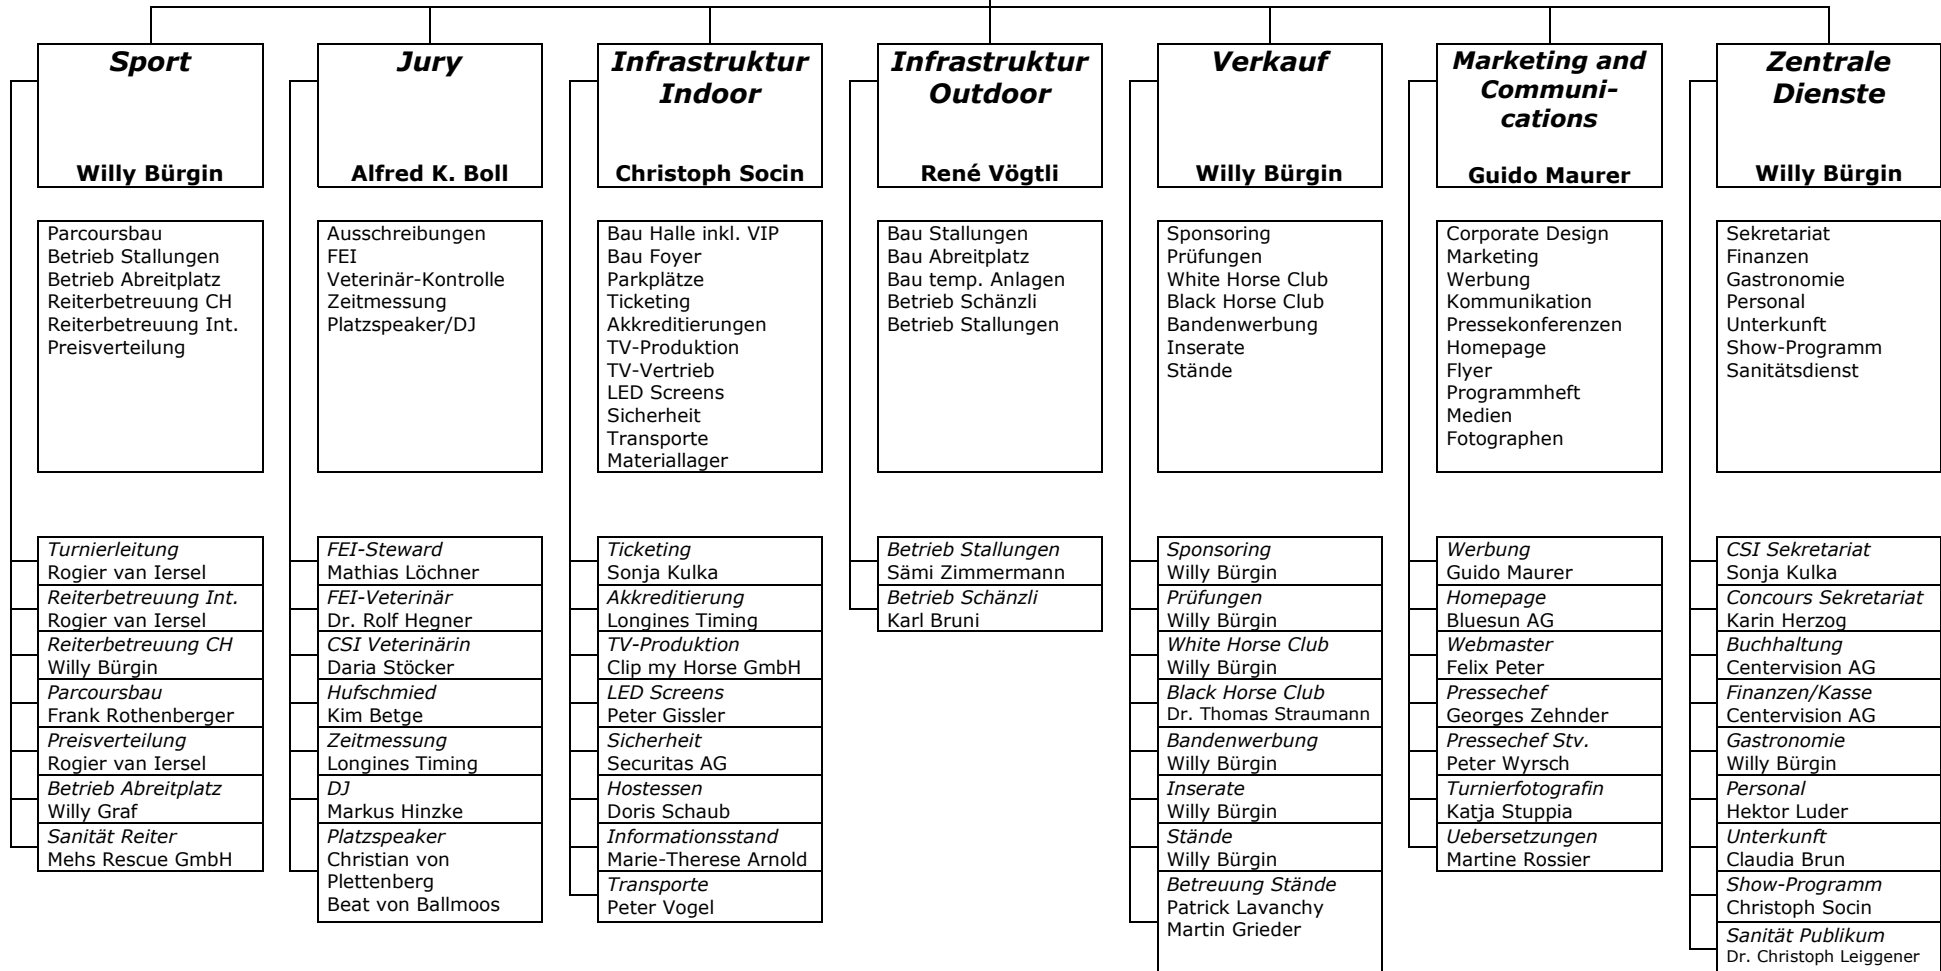 Sport
Willy Bürgin
Parcoursbau
Betrieb Stallungen
Betrieb Abreitplatz
Reiterbetreuung CH
Reiterbetreuung Int.
Preisverteilung
Turnierleitung
Rogier van Iersel
Reiterbetreuung Int.
Rogier van Iersel
Reiterbetreuung CH
Willy Bürgin
Parcoursbau
Frank Rothenberger
Preisverteilung
Rogier van Iersel
Betrieb Abreitplatz
Willy Graf
Sanität Reiter
Mehs Rescue GmbH
Jury
Alfred K. Boll
Ausschreibungen
FEI
Veterinär-Kontrolle
Zeitmessung
Platzspeaker/DJ
FEI-Steward
Mathias Löchner
FEI-Veterinär
Dr. Rolf Hegner
CSI Veterinärin
Daria Stöcker
Hufschmied
Kim Betge
Zeitmessung
Longines Timing
DJ
Markus Hinzke
Platzspeaker
Christian von
Plettenberg
Beat von Ballmoos
Infrastruktur
Indoor
Christoph Socin
Bau Halle inkl. VIP
Bau Foyer
Parkplätze
Ticketing
Akkreditierungen
TV-Produktion
TV-Vertrieb
LED Screens
Sicherheit
Transporte
Materiallager
Ticketing
Sonja Kulka
Akkreditierung
Longines Timing
TV-Produktion
Clip my Horse GmbH
LED Screens
Peter Gissler
Sicherheit
Securitas AG
Hostessen
Doris Schaub
Informationsstand
Marie-Therese Arnold
Transporte
Peter Vogel
Infrastruktur
Outdoor
René Vögtli
Bau Stallungen
Bau Abreitplatz
Bau temp. Anlagen
Betrieb Schänzli
Betrieb Stallungen
Betrieb Stallungen
Sämi Zimmermann
Betrieb Schänzli
Karl Bruni
Verkauf
Willy Bürgin
Sponsoring
Prüfungen
White Horse Club
Black Horse Club
Bandenwerbung
Inserate
Stände
Sponsoring
Willy Bürgin
Prüfungen
Willy Bürgin
White Horse Club
Willy Bürgin
Black Horse Club
Dr. Thomas Straumann
Bandenwerbung
Willy Bürgin
Inserate
Willy Bürgin
Stände
Willy Bürgin
Betreuung Stände
Patrick Lavanchy
Martin Grieder
Marketing and
Communi-
cations
Guido Maurer
Corporate Design
Marketing
Werbung
Kommunikation
Pressekonferenzen
Homepage
Flyer
Programmheft
Medien
Fotographen
Werbung
Guido Maurer
Homepage
Bluesun AG
Webmaster
Felix Peter
Pressechef
Georges Zehnder
Pressechef Stv.
Peter Wyrsch
Turnierfotografin
Katja Stuppia
Uebersetzungen
Martine Rossier
Zentrale
Dienste
Willy Bürgin
Sekretariat
Finanzen
Gastronomie
Personal
Unterkunft
Show-Programm
Sanitätsdienst
CSI Sekretariat
Sonja Kulka
Concours Sekretariat
Karin Herzog
Buchhaltung
Centervision AG
Finanzen/Kasse
Centervision AG
Gastronomie
Willy Bürgin
Personal
Hektor Luder
Unterkunft
Claudia Brun
Show-Programm
Christoph Socin
Sanität Publikum
Dr. Christoph Leiggener